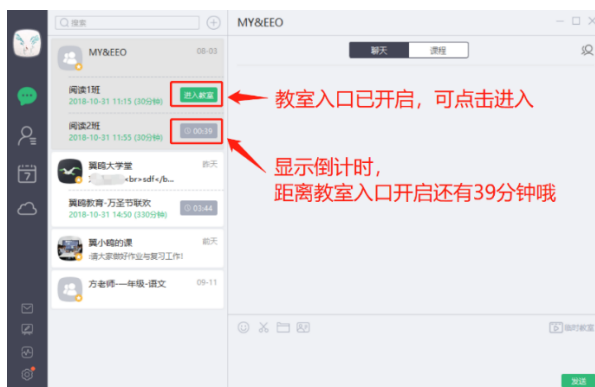 搜索
MY&EEO
MY&EEO
08-03
聊天
课程
阅读1班
2018-10-31 11:15 (30分钟)
进入教室
教室入口已开启，可点击进入
阅读2班
2018-10-31 11:55 (30分钟)
00:39
显示倒计时，
距离教室入口开启还有39分钟哦
翼鸥大学堂
昨天
<br>sdf</b...
翼鸥教育-万圣节联欢
2018-10-31 14:50 (330分钟)
03:44
翼小鸥的课
前天
请大家做好作业与复习工作!
方老师-一年级-语文
09-11
7
临时教室
发送